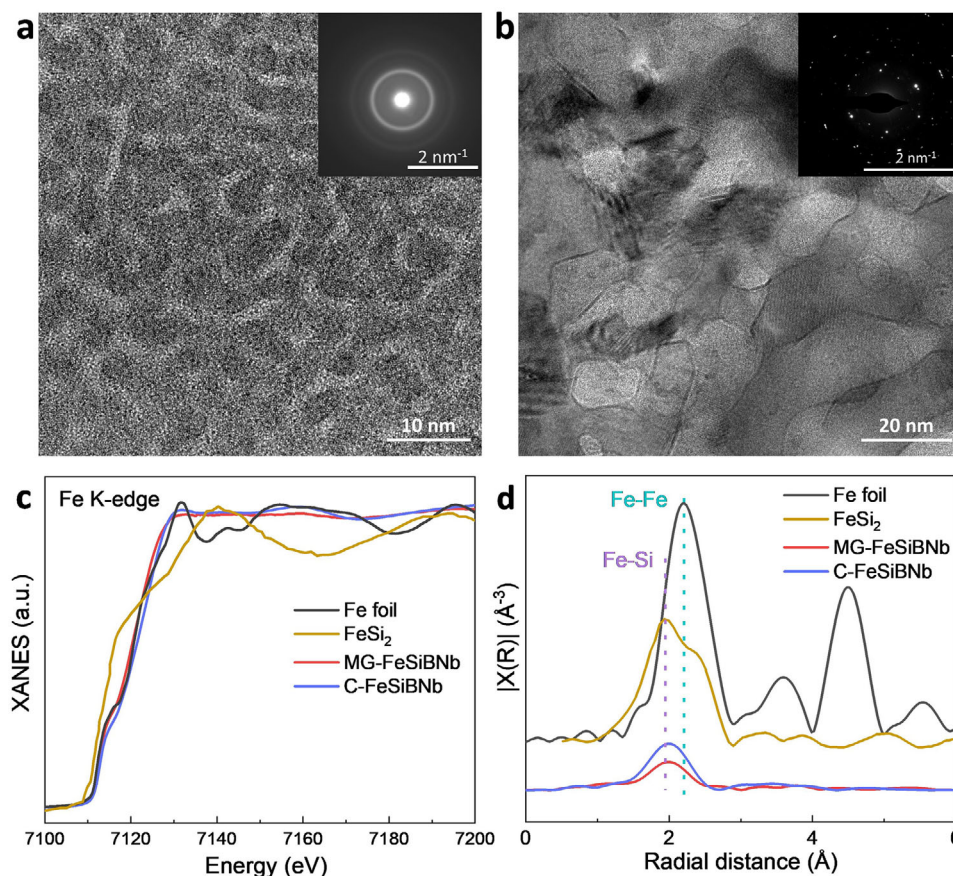 a
2 nm⁻¹
10 nm
b
2 nm⁻¹
20 nm
c
Fe K-edge
XANES (a.u.)
Fe foil
FeSi₂
MG-FeSiBNb
C-FeSiBNb
7100 7120 7140 7160 7180 7200
Energy (eV)
d
Fe-Fe
Fe-Si
|X(R)| (Å⁻³)
Fe foil
FeSi₂
MG-FeSiBNb
C-FeSiBNb
0 2 4 6
Radial distance (Å)